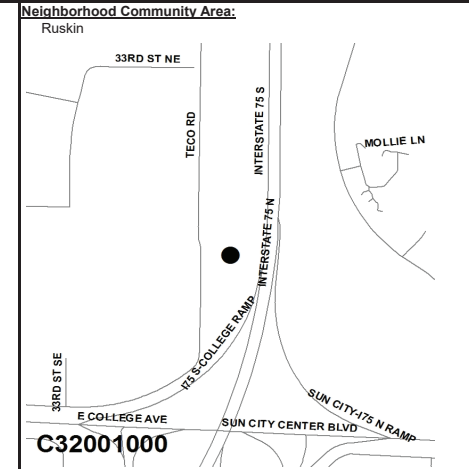 Neighborhood Community Area:
Ruskin
33RD ST NE
TECO RD
INTERSTATE 75 S
MOLLIE LN
INTERSTATE 75 N
I75 S-COLLEGE RAMP
33RD ST SE
E COLLEGE AVE
SUN CITY CENTER BLVD
SUN CITY-I75 N RAMP
C32001000